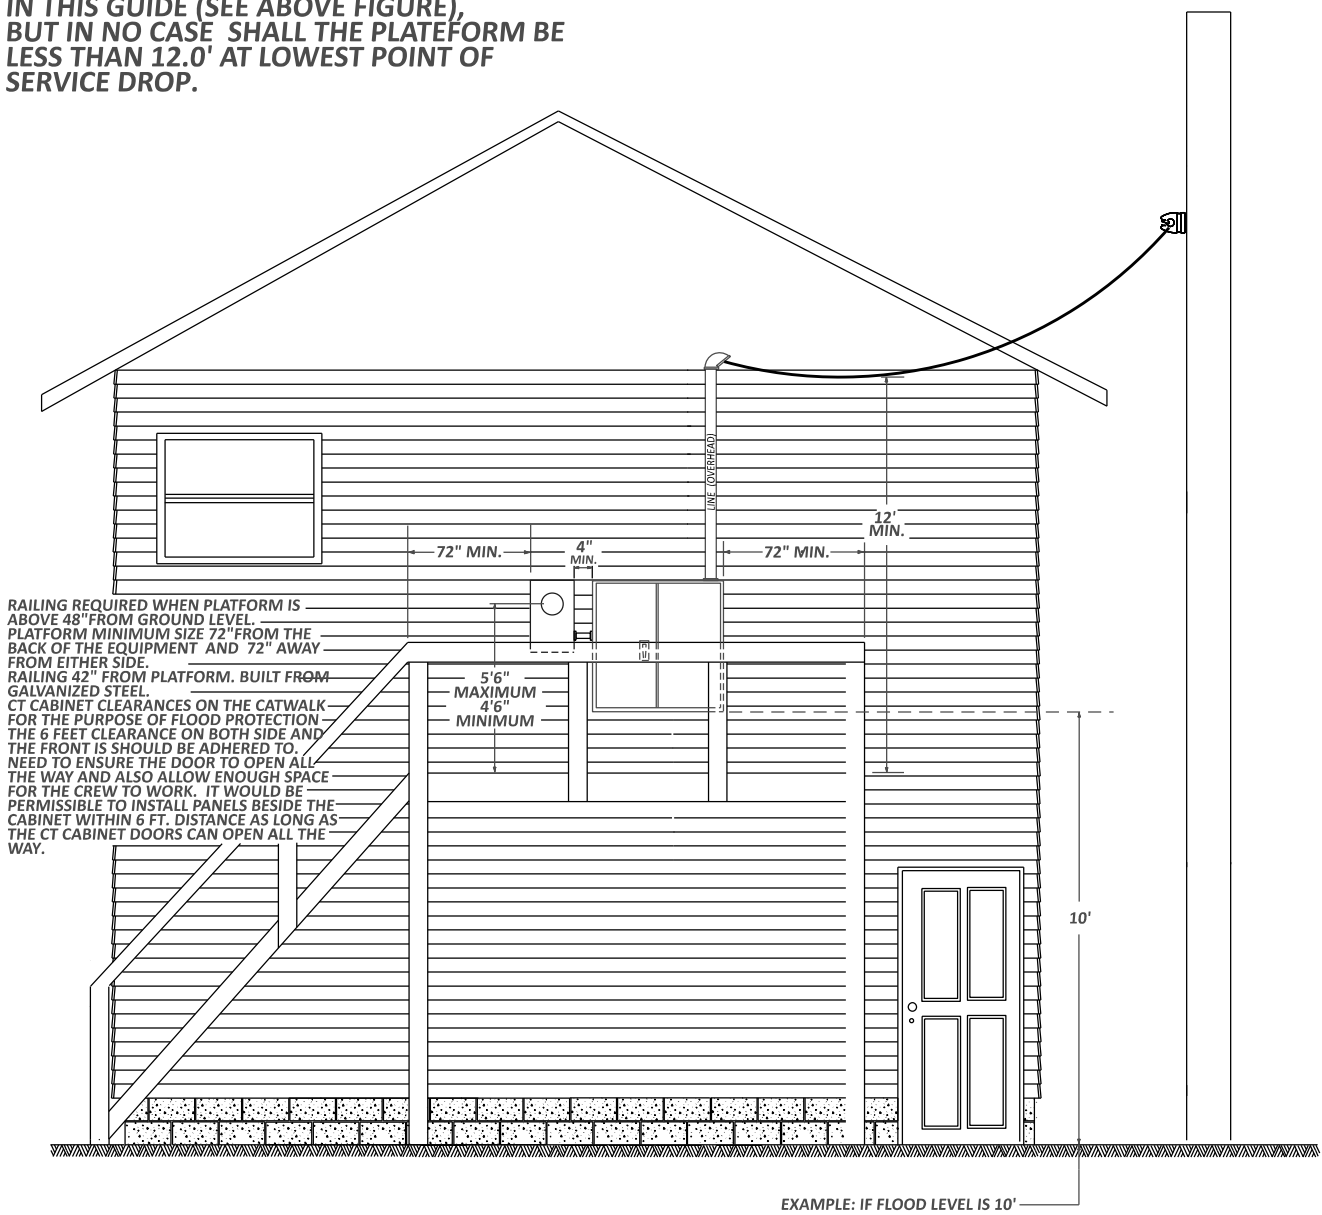 IN THIS GUIDE (SEE ABOVE FIGURE),
BUT IN NO CASE SHALL THE PLATEFORM BE
LESS THAN 12.0' AT LOWEST POINT OF
SERVICE DROP.
LINE (OVERHEAD)
12'
MIN.
72" MIN.
4"
MIN.
72" MIN.
RAILING REQUIRED WHEN PLATFORM IS
ABOVE 48"FROM GROUND LEVEL.
PLATFORM MINIMUM SIZE 72"FROM THE
BACK OF THE EQUIPMENT AND 72" AWAY
FROM EITHER SIDE.
RAILING 42" FROM PLATFORM. BUILT FROM
GALVANIZED STEEL.
CT CABINET CLEARANCES ON THE CATWALK
FOR THE PURPOSE OF FLOOD PROTECTION
THE 6 FEET CLEARANCE ON BOTH SIDE AND
THE FRONT IS SHOULD BE ADHERED TO.
NEED TO ENSURE THE DOOR TO OPEN ALL
THE WAY AND ALSO ALLOW ENOUGH SPACE
FOR THE CREW TO WORK. IT WOULD BE
PERMISSIBLE TO INSTALL PANELS BESIDE THE
CABINET WITHIN 6 FT. DISTANCE AS LONG AS
THE CT CABINET DOORS CAN OPEN ALL THE
WAY.
5'6"
MAXIMUM
4'6"
MINIMUM
10'
EXAMPLE: IF FLOOD LEVEL IS 10'